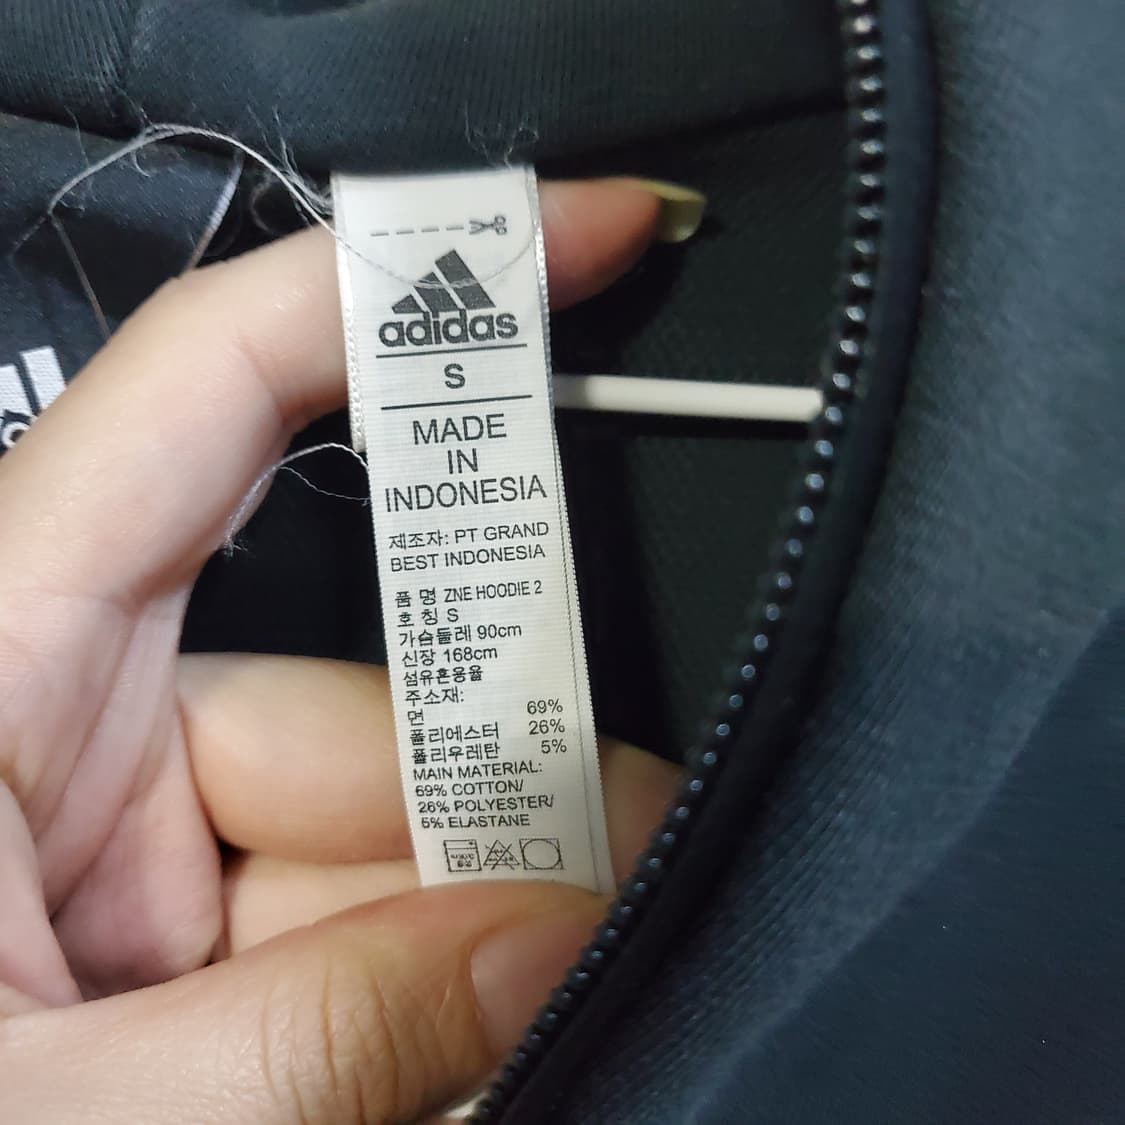 adidas
S
MADE
IN
INDONESIA
제조자: PT GRAND
BEST INDONESIA
품 명 ZNE HOODIE 2
호 칭 S
가슴둘레 90cm
신장 168cm
섬유혼용율
주소재:
면 69%
폴리에스터 26%
폴리우레탄 5%
MAIN MATERIAL:
69% COTTON/
26% POLYESTER/
5% ELASTANE